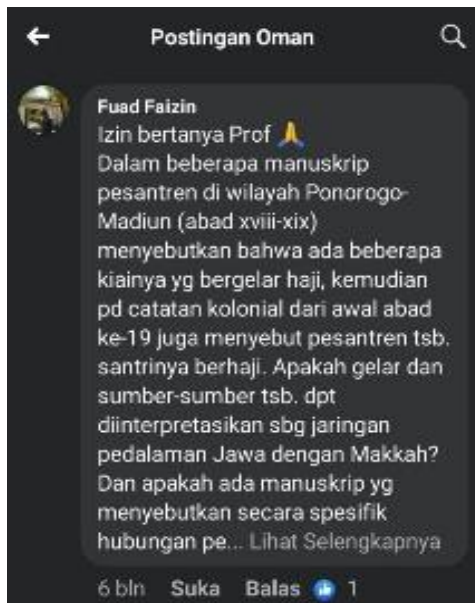 Postingan Oman
Fuad Faizin
Izin bertanya Prof 🙏
Dalam beberapa manuskrip
pesantren di wilayah Ponorogo-
Madiun (abad xviii-xix)
menyebutkan bahwa ada beberapa
kiainya yg bergelar haji, kemudian
pd catatan kolonial dari awal abad
ke-19 juga menyebut pesantren tsb.
santrinya berhaji. Apakah gelar dan
sumber-sumber tsb. dpt
diinterpretasikan sbg jaringan
pedalaman Jawa dengan Makkah?
Dan apakah ada manuskrip yg
menyebutkan secara spesifik
hubungan pe... Lihat Selengkapnya
6 bln Suka Balas 1